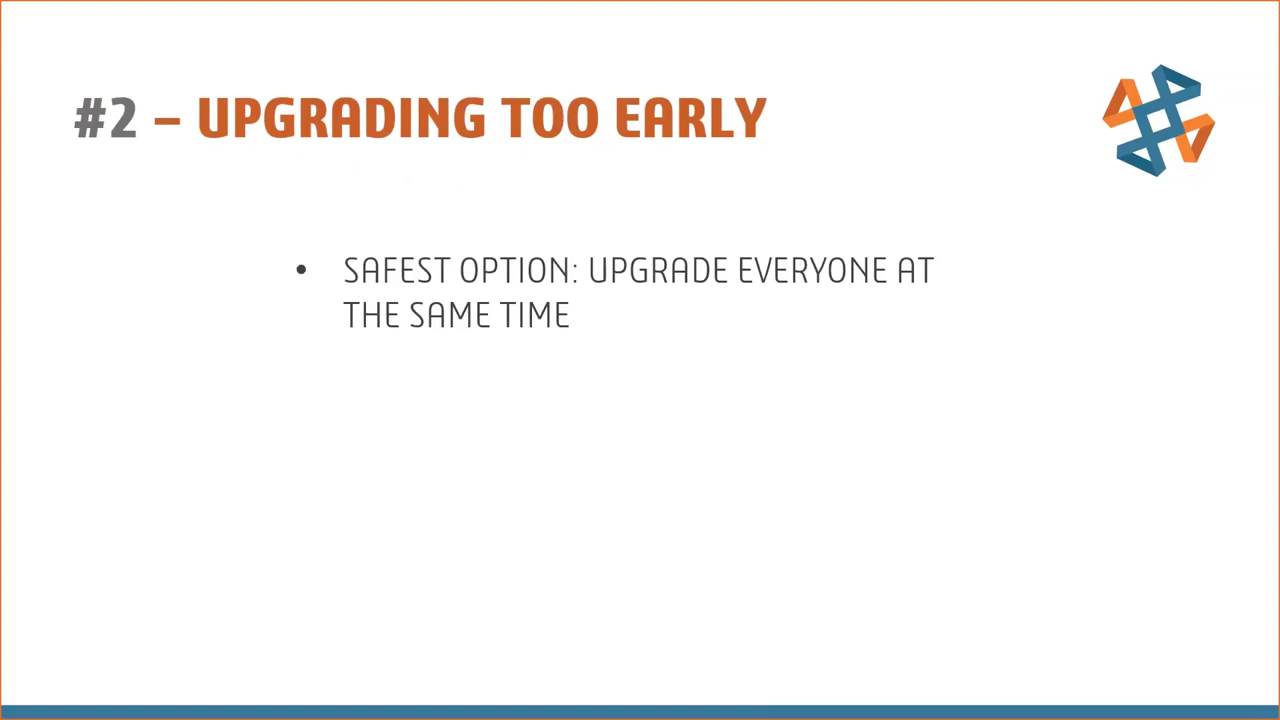 #2 – UPGRADING TOO EARLY
• SAFEST OPTION: UPGRADE EVERYONE AT
THE SAME TIME